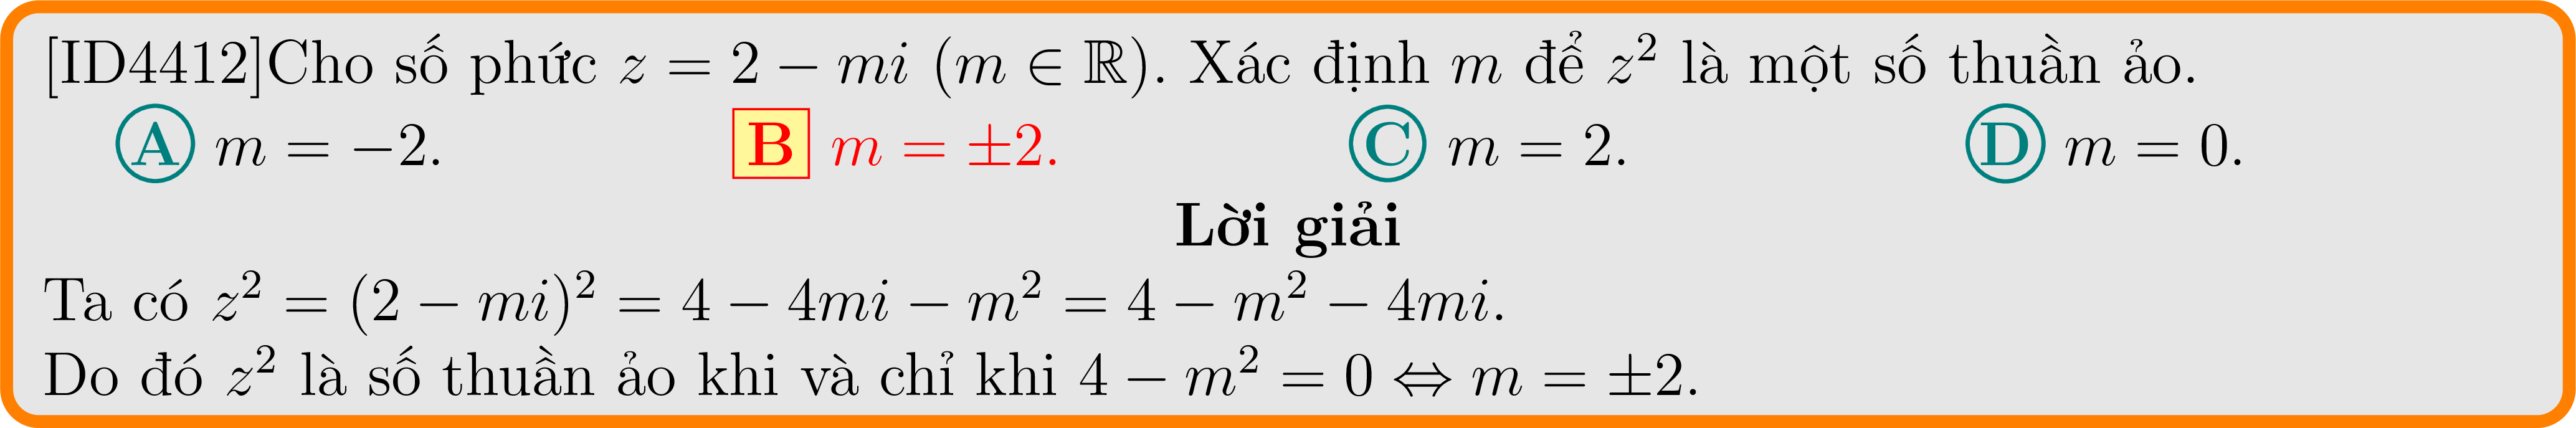 [ID4412]Cho số phức z = 2 − mi (m ∈ ℝ). Xác định m để z² là một số thuần ảo.
A m = −2. B m = ±2. C m = 2. D m = 0.
Lời giải
Ta có z² = (2 − mi)² = 4 − 4mi − m² = 4 − m² − 4mi.
Do đó z² là số thuần ảo khi và chỉ khi 4 − m² = 0 ⇔ m = ±2.